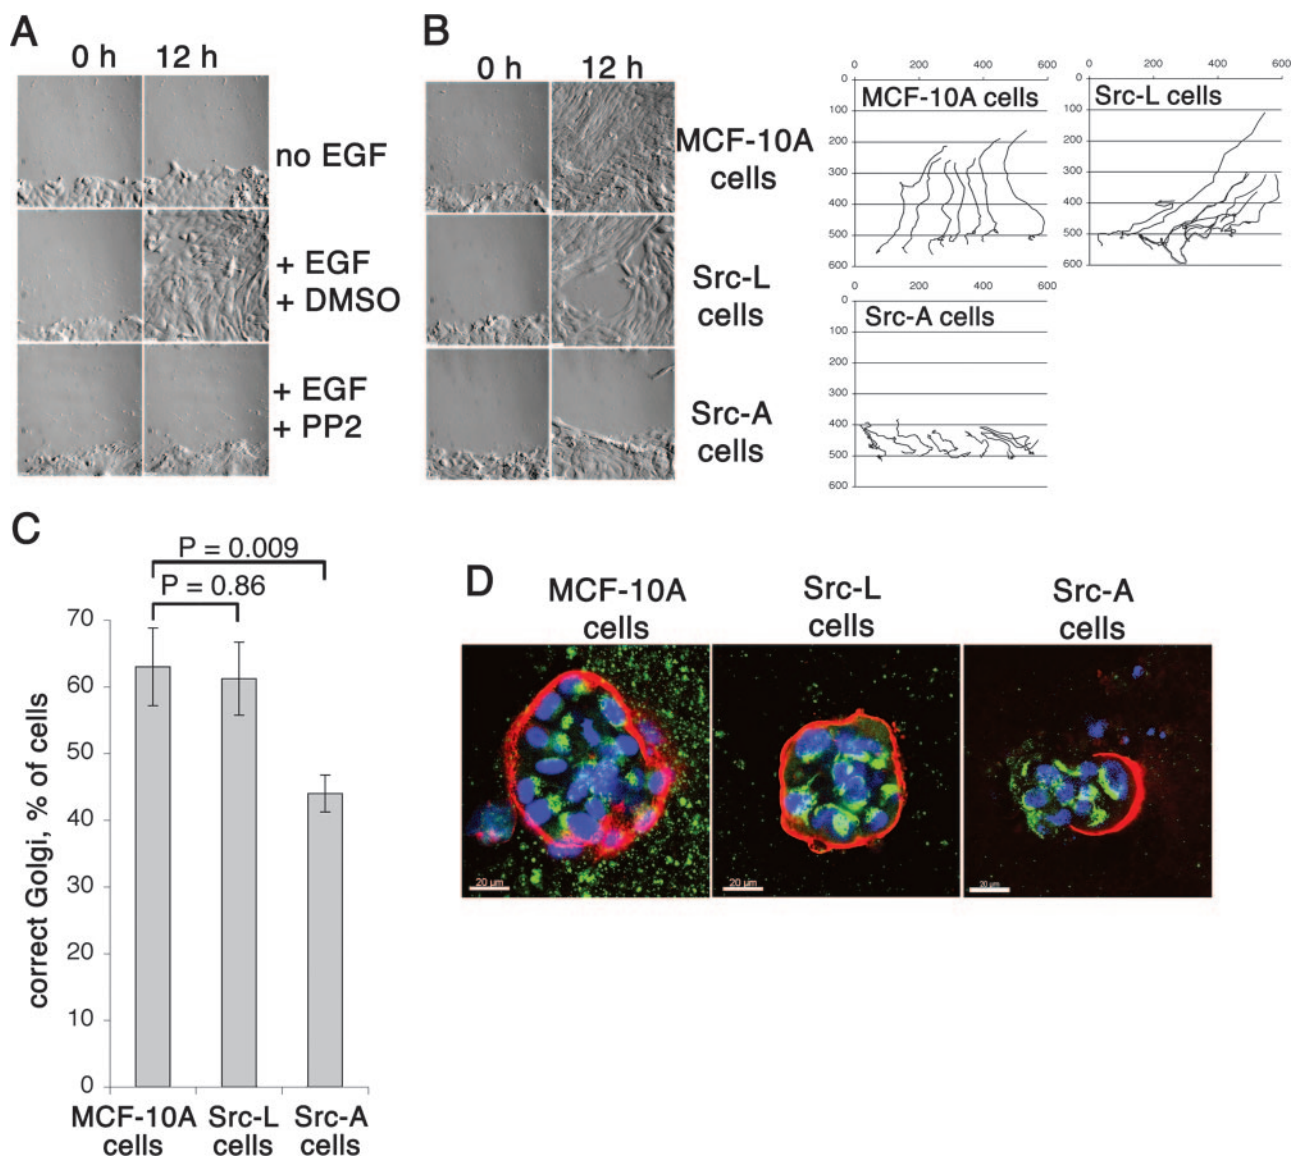 A
0 h
12 h
no EGF
+ EGF
+ DMSO
+ EGF
+ PP2
B
0 h
12 h
MCF-10A
cells
Src-L
cells
Src-A
cells
0 200 400 600
0
100
200
300
400
500
600
MCF-10A cells
0 200 400 600
0
100
200
300
400
500
600
Src-L cells
0 200 400 600
0
100
200
300
400
500
600
Src-A cells
C
P = 0.009
P = 0.86
correct Golgi, % of cells
70
60
50
40
30
20
10
0
MCF-10A
cells
Src-L
cells
Src-A
cells
D
MCF-10A
cells
Src-L
cells
Src-A
cells
20 µm
20 µm
20 µm